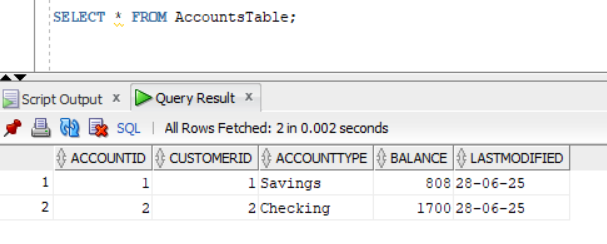 SELECT * FROM AccountsTable;
Script Output x Query Result x
SQL | All Rows Fetched: 2 in 0.002 seconds
ACCOUNTID CUSTOMERID ACCOUNTTYPE BALANCE LASTMODIFIED
1 1 1 Savings 808 28-06-25
2 2 2 Checking 1700 28-06-25